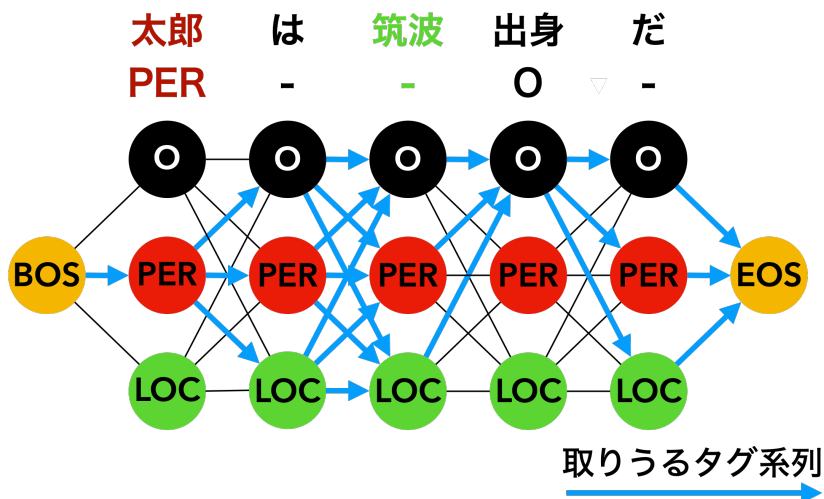 太郎 は 筑波 出身 だ
PER - - O - 
O O O O O
BOS PER PER PER PER PER EOS
LOC LOC LOC LOC LOC
取りうるタグ系列